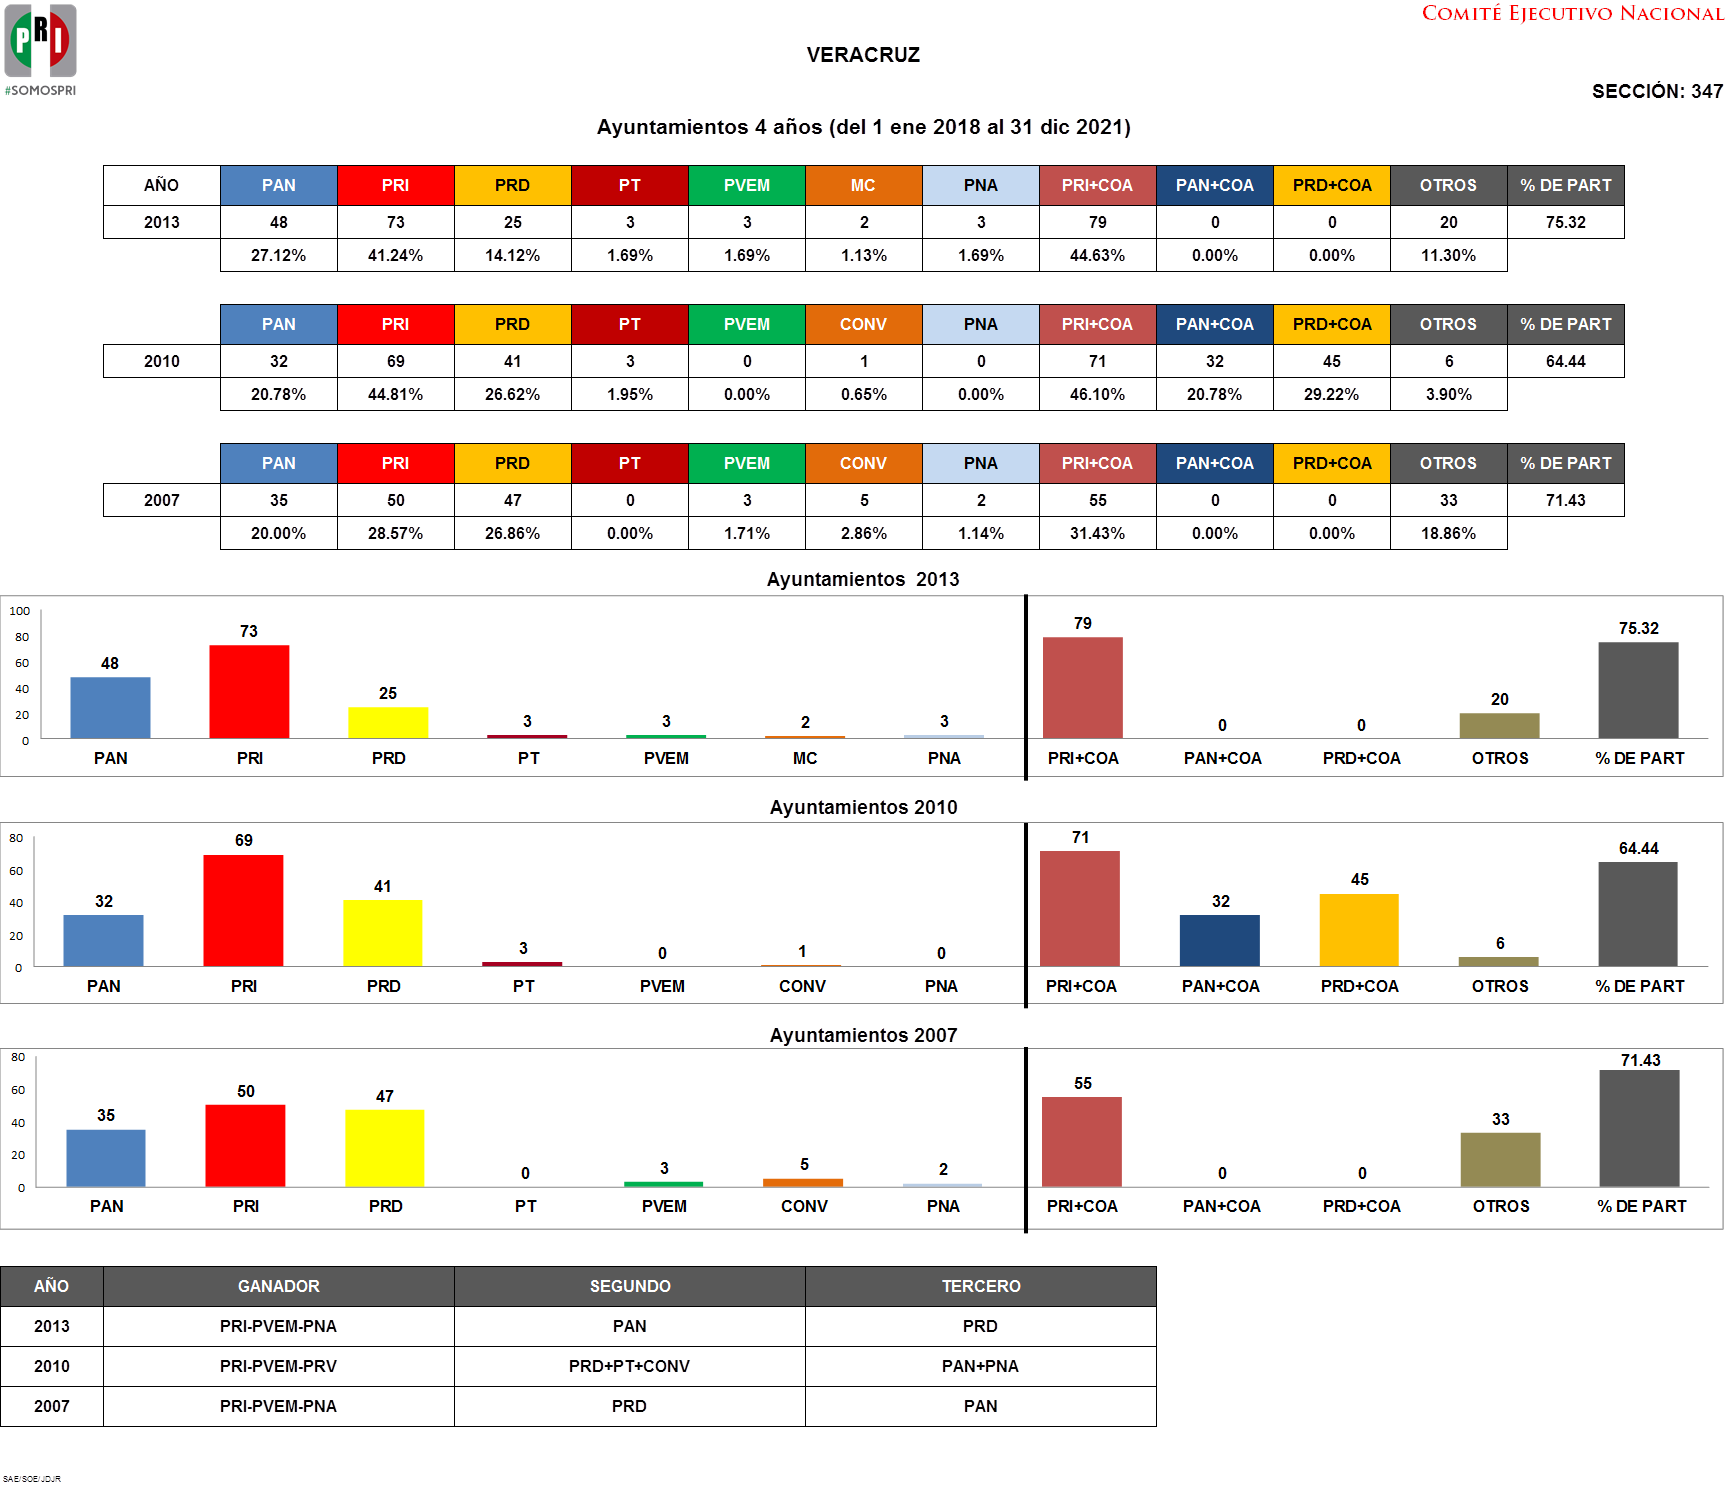 COMITÉ EJECUTIVO NACIONAL
PRI
#SOMOSPRI
VERACRUZ
SECCIÓN: 347
Ayuntamientos 4 años (del 1 ene 2018 al 31 dic 2021)
AÑO PAN PRI PRD PT PVEM MC PNA PRI+COA PAN+COA PRD+COA OTROS % DE PART
2013 48 73 25 3 3 2 3 79 0 0 20 75.32
27.12% 41.24% 14.12% 1.69% 1.69% 1.13% 1.69% 44.63% 0.00% 0.00% 11.30%
PAN PRI PRD PT PVEM CONV PNA PRI+COA PAN+COA PRD+COA OTROS % DE PART
2010 32 69 41 3 0 1 0 71 32 45 6 64.44
20.78% 44.81% 26.62% 1.95% 0.00% 0.65% 0.00% 46.10% 20.78% 29.22% 3.90%
PAN PRI PRD PT PVEM CONV PNA PRI+COA PAN+COA PRD+COA OTROS % DE PART
2007 35 50 47 0 3 5 2 55 0 0 33 71.43
20.00% 28.57% 26.86% 0.00% 1.71% 2.86% 1.14% 31.43% 0.00% 0.00% 18.86%
Ayuntamientos 2013
100
80
60
40
20
0
48 73 25 3 3 2 3 79 0 0 20 75.32
PAN PRI PRD PT PVEM MC PNA PRI+COA PAN+COA PRD+COA OTROS % DE PART
Ayuntamientos 2010
80
60
40
20
0
32 69 41 3 0 1 0 71 32 45 6 64.44
PAN PRI PRD PT PVEM CONV PNA PRI+COA PAN+COA PRD+COA OTROS % DE PART
Ayuntamientos 2007
80
60
40
20
0
35 50 47 0 3 5 2 55 0 0 33 71.43
PAN PRI PRD PT PVEM CONV PNA PRI+COA PAN+COA PRD+COA OTROS % DE PART
AÑO GANADOR SEGUNDO TERCERO
2013 PRI-PVEM-PNA PAN PRD
2010 PRI-PVEM-PRV PRD+PT+CONV PAN+PNA
2007 PRI-PVEM-PNA PRD PAN
SAE/SOE/JDJR